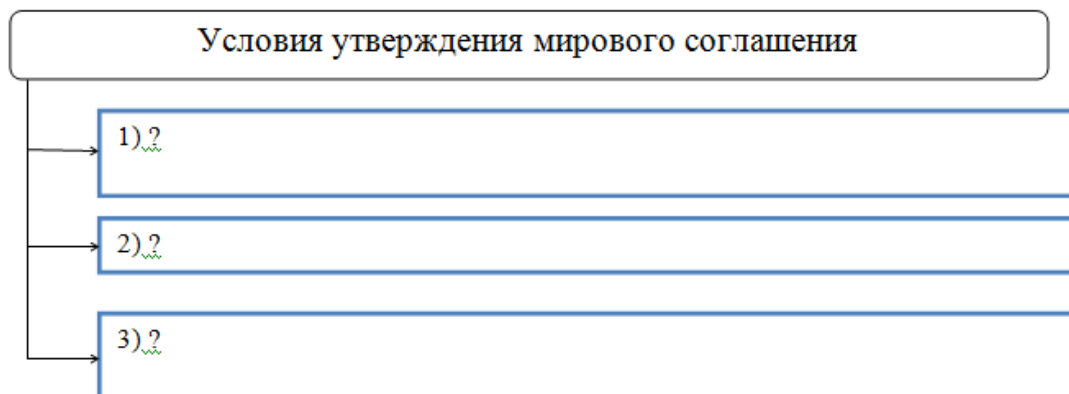 Условия утверждения мирового соглашения
1) ?
2) ?
3) ?